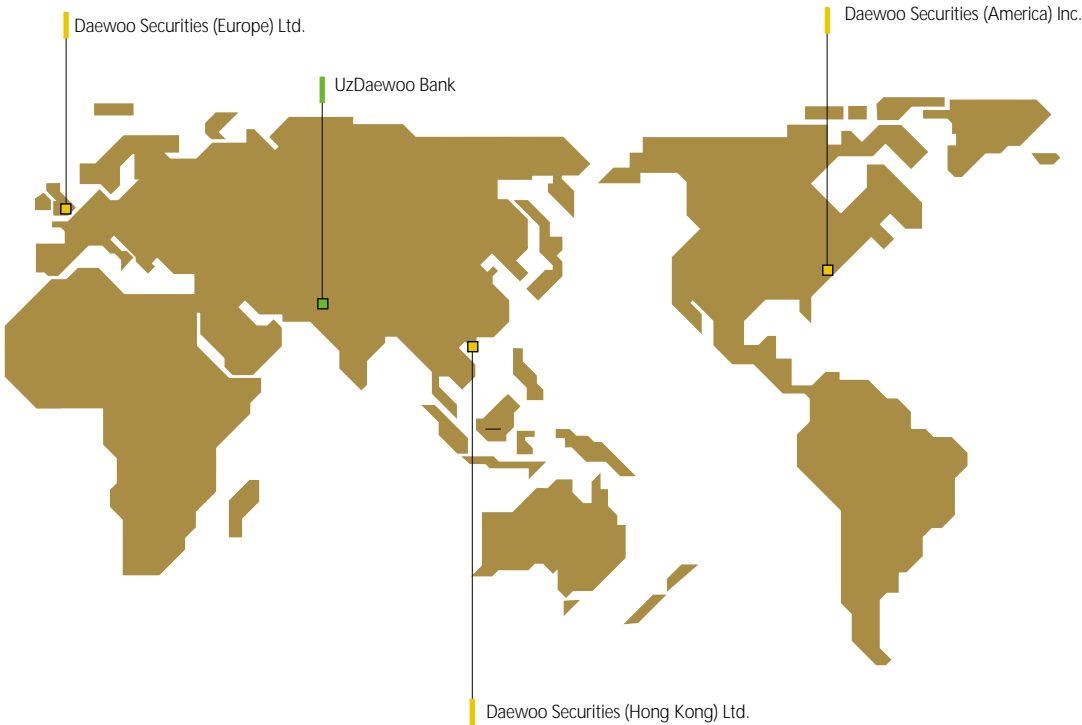 Daewoo Securities (Europe) Ltd.
Daewoo Securities (America) Inc.
UzDaewoo Bank
Daewoo Securities (Hong Kong) Ltd.